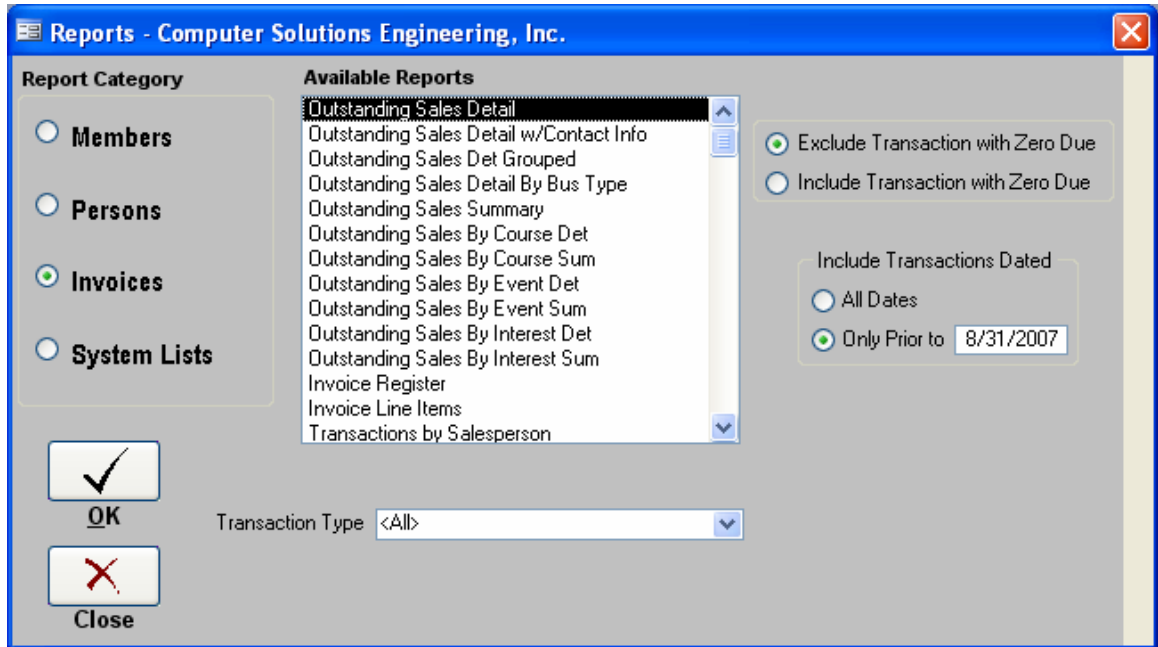 Reports - Computer Solutions Engineering, Inc.
Report Category
Members
Persons
Invoices
System Lists
Available Reports
Outstanding Sales Detail
Outstanding Sales Detail w/Contact Info
Outstanding Sales Det Grouped
Outstanding Sales Detail By Bus Type
Outstanding Sales Summary
Outstanding Sales By Course Det
Outstanding Sales By Course Sum
Outstanding Sales By Event Det
Outstanding Sales By Event Sum
Outstanding Sales By Interest Det
Outstanding Sales By Interest Sum
Invoice Register
Invoice Line Items
Transactions by Salesperson
Exclude Transaction with Zero Due
Include Transaction with Zero Due
Include Transactions Dated
All Dates
Only Prior to 8/31/2007
OK
Transaction Type <All>
Close